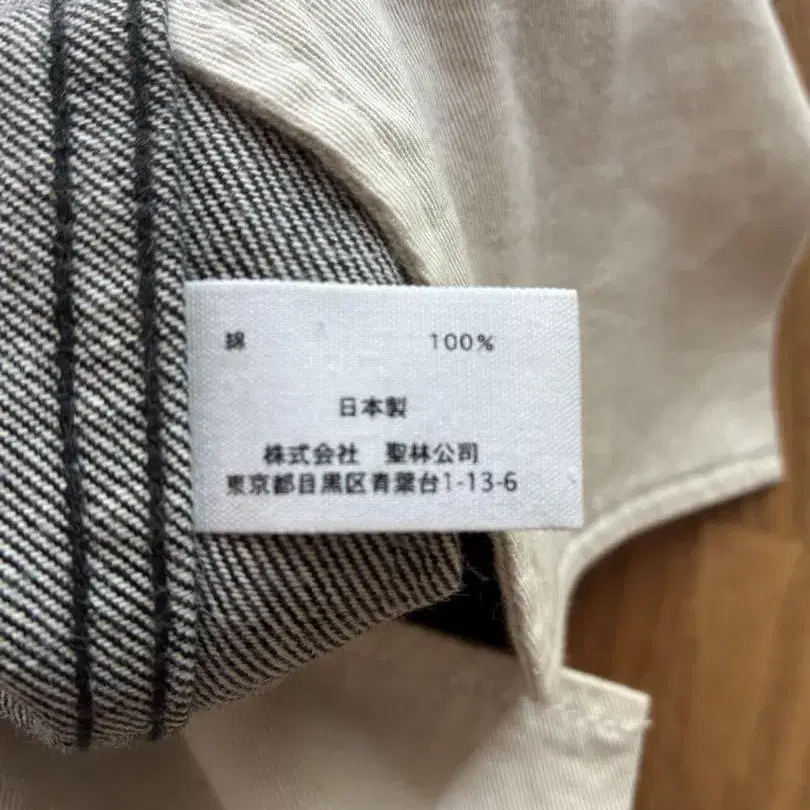 綿 100%
日本製
株式会社 聖林公司
東京都目黒区青葉台1-13-6